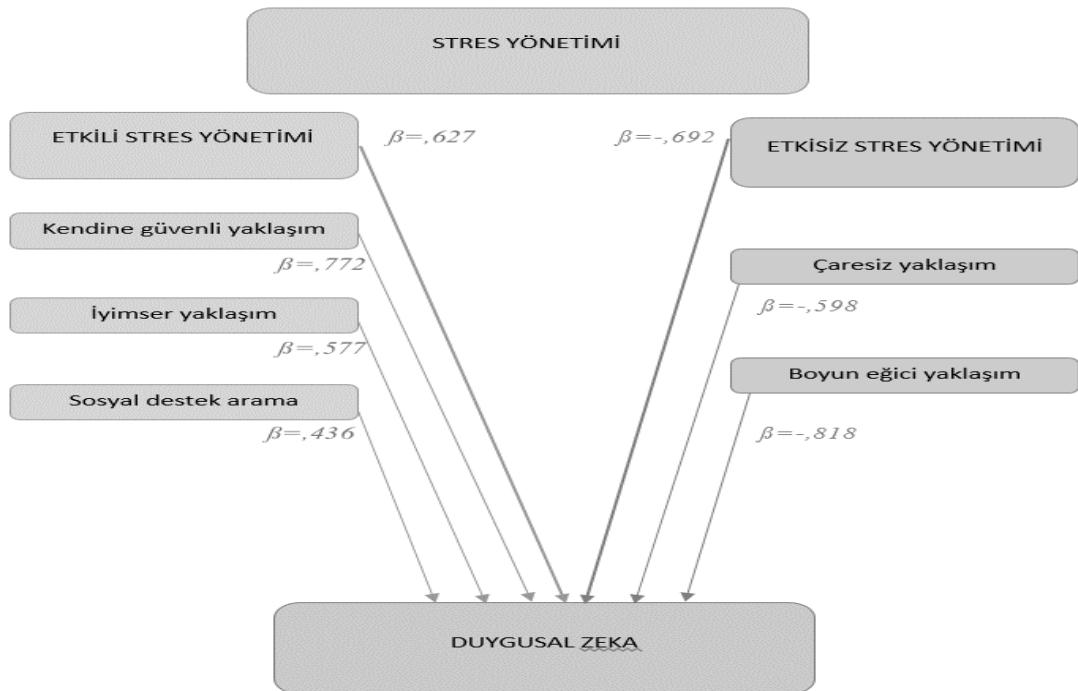 STRES YÖNETİMİ
ETKİLİ STRES YÖNETİMİ
β=,627
β=-,692
ETKİSİZ STRES YÖNETİMİ
Kendine güvenli yaklaşım
β=,772
Çaresiz yaklaşım
β=-,598
İyimser yaklaşım
β=,577
Boyun eğici yaklaşım
β=-,818
Sosyal destek arama
β=,436
DUYGUSAL ZEKA